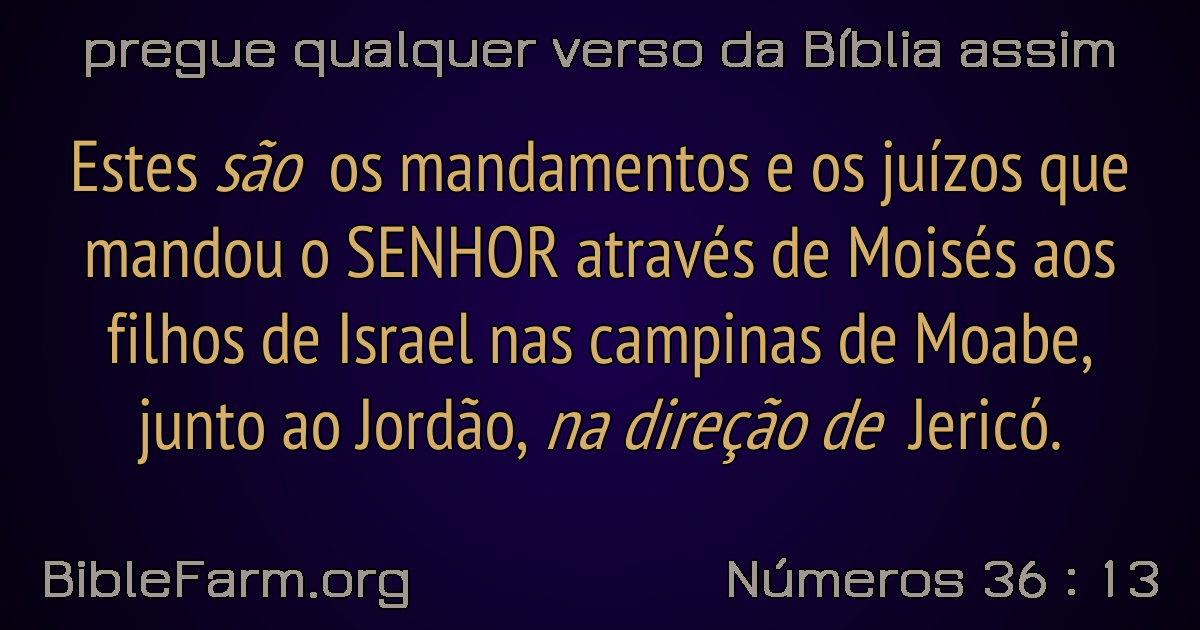 pregue qualquer verso da Bíblia assim
Estes são os mandamentos e os juízos que
mandou o SENHOR através de Moisés aos
filhos de Israel nas campinas de Moabe,
junto ao Jordão, na direção de Jericó.
BibleFarm.org
Números 36 : 13